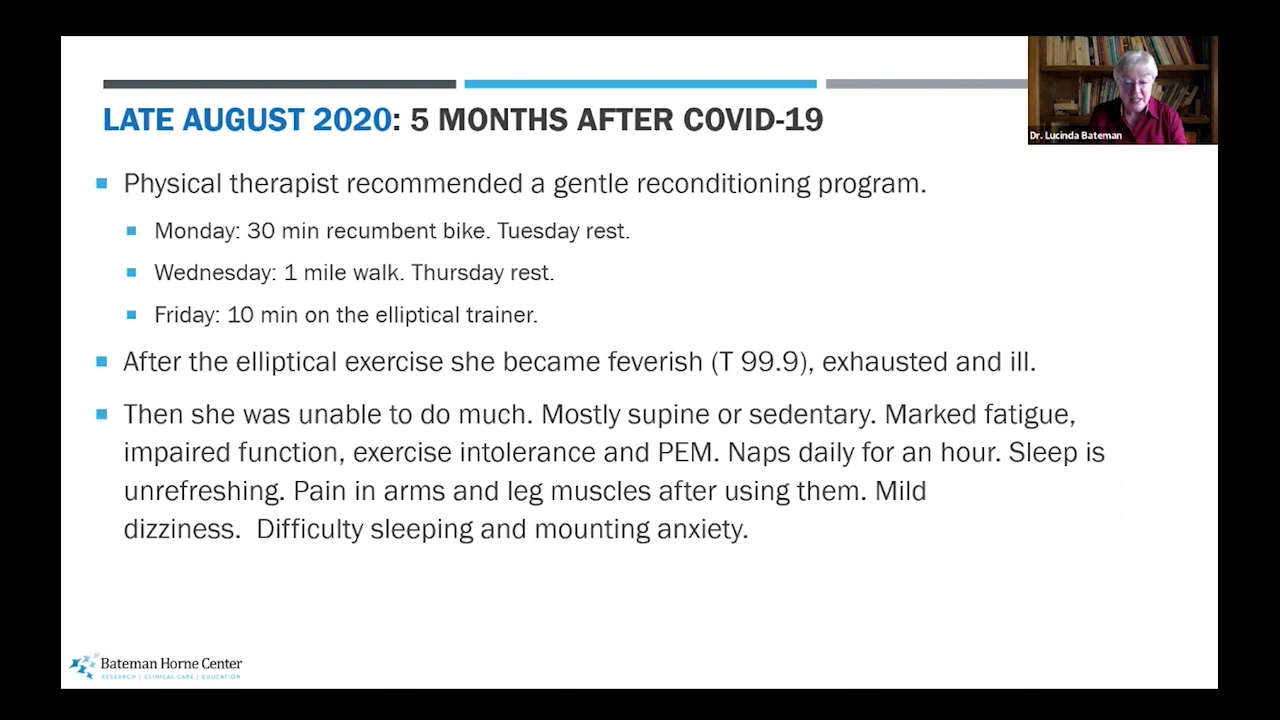 LATE AUGUST 2020: 5 MONTHS AFTER COVID-19
Dr. Lucinda Bateman
Physical therapist recommended a gentle reconditioning program.
Monday: 30 min recumbent bike. Tuesday rest.
Wednesday: 1 mile walk. Thursday rest.
Friday: 10 min on the elliptical trainer.
After the elliptical exercise she became feverish (T 99.9), exhausted and ill.
Then she was unable to do much. Mostly supine or sedentary. Marked fatigue,
impaired function, exercise intolerance and PEM. Naps daily for an hour. Sleep is
unrefreshing. Pain in arms and leg muscles after using them. Mild
dizziness.  Difficulty sleeping and mounting anxiety.
Bateman Horne Center
RESEARCH | CLINICAL CARE | EDUCATION